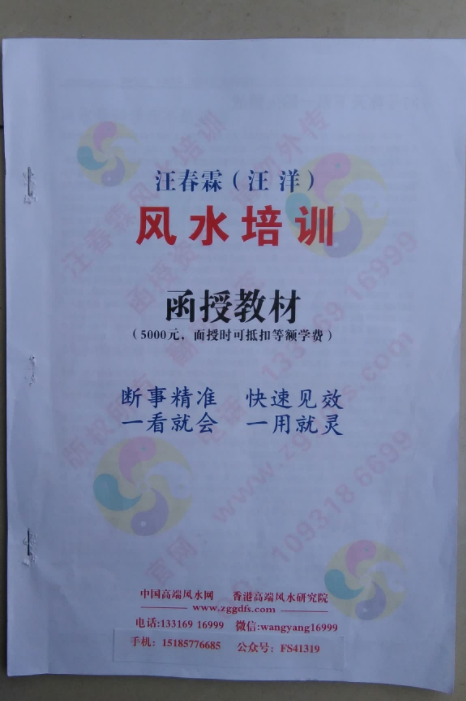 汪春霖（汪 洋）
风水培训
函授教材
（5000元、面授时可抵扣等额学费）
断事精准 快速见效
一看就会 一用就灵
中国高端风水网 香港高端风水研究院
www.zggdfs.com
电话:133169 16999 微信:wangyang16999
手机：15185776685 公众号：FS41319